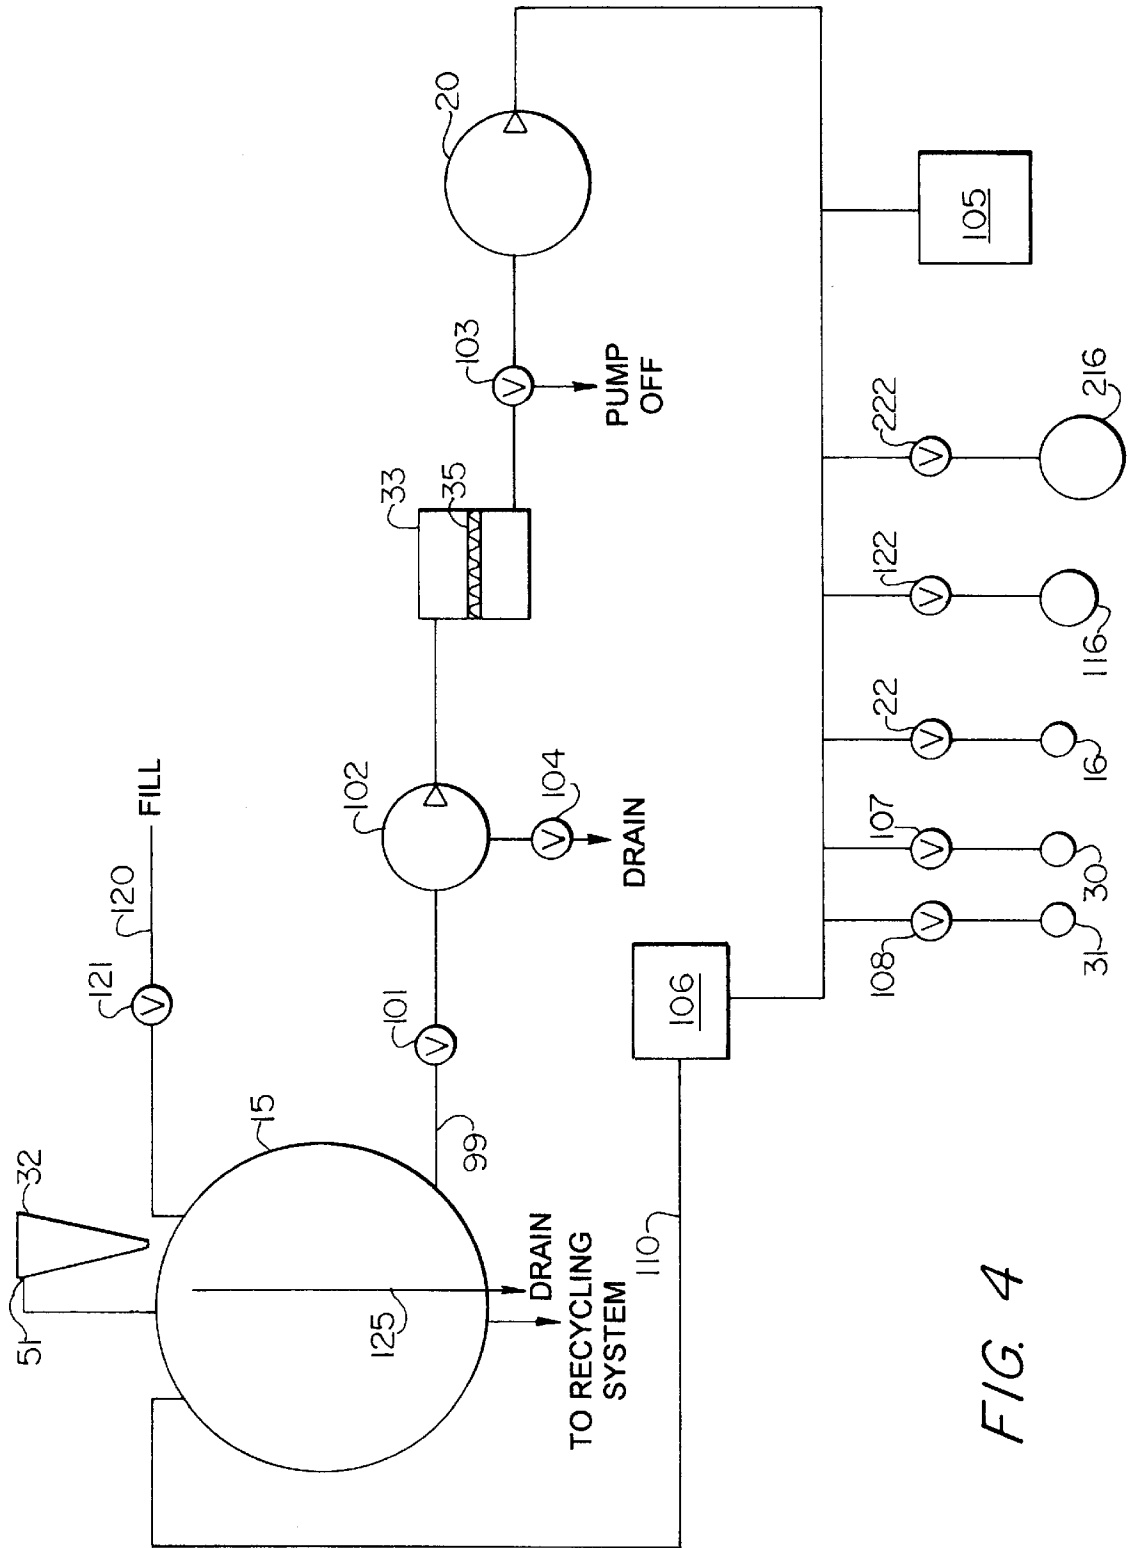 51
32
121
V
120
FILL
15
125
DRAIN
TO RECYCLING
SYSTEM
99
101
V
102
104
V
DRAIN
33
35
103
V
PUMP
OFF
20
110
106
108
V
31
107
V
30
22
V
16
122
V
116
222
V
216
105
FIG. 4